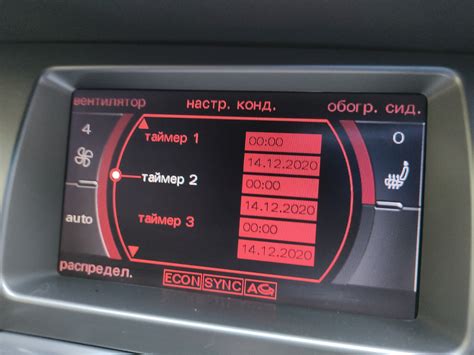 вентилятор настр. конд. обогр. сид.
4 таймер 1 00:00 0
14.12.2020
таймер 2 00:00
auto 14.12.2020
таймер 3 00:00
14.12.2020
распредел.
ECON SYNC A